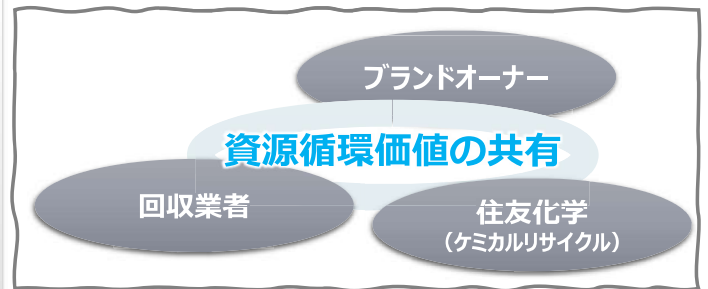 ブランドオーナー
資源循環価値の共有
回収業者
住友化学
(ケミカルリサイクル)